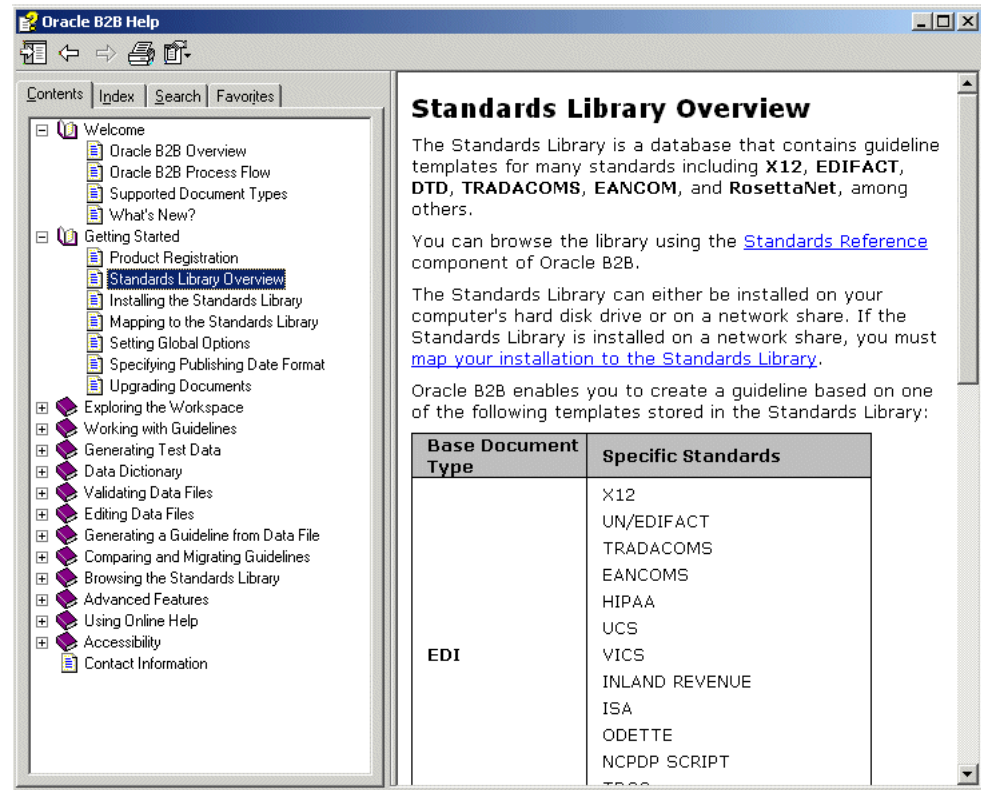 Oracle B2B Help
Contents Index Search Favorites
Welcome
Oracle B2B Overview
Oracle B2B Process Flow
Supported Document Types
What's New?
Getting Started
Product Registration
Standards Library Overview
Installing the Standards Library
Mapping to the Standards Library
Setting Global Options
Specifying Publishing Date Format
Upgrading Documents
Exploring the Workspace
Working with Guidelines
Generating Test Data
Data Dictionary
Validating Data Files
Editing Data Files
Generating a Guideline from Data File
Comparing and Migrating Guidelines
Browsing the Standards Library
Advanced Features
Using Online Help
Accessibility
Contact Information
Standards Library Overview
The Standards Library is a database that contains guideline
templates for many standards including X12, EDIFACT,
DTD, TRADACOMS, EANCOM, and RosettaNet, among
others.
You can browse the library using the Standards Reference
component of Oracle B2B.
The Standards Library can either be installed on your
computer's hard disk drive or on a network share. If the
Standards Library is installed on a network share, you must
map your installation to the Standards Library.
Oracle B2B enables you to create a guideline based on one
of the following templates stored in the Standards Library:
Base Document
Type
Specific Standards
EDI
X12
UN/EDIFACT
TRADACOMS
EANCOMS
HIPAA
UCS
VICS
INLAND REVENUE
ISA
ODETTE
NCPDP SCRIPT